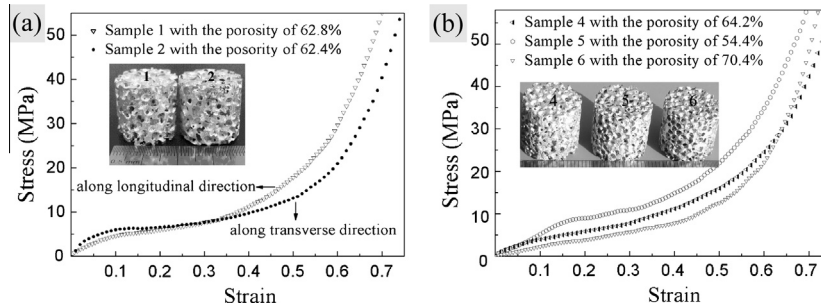 (a)
Sample 1 with the porosity of 62.8%
Sample 2 with the posority of 62.4%
1 2
along longitudinal direction
along transverse direction
Stress (MPa)
50
40
30
20
10
0
0.1 0.2 0.3 0.4 0.5 0.6 0.7
Strain
(b)
Sample 4 with the porosity of 64.2%
Sample 5 with the porosity of 54.4%
Sample 6 with the porosity of 70.4%
4 5 6
Stress (MPa)
50
40
30
20
10
0
0.0 0.1 0.2 0.3 0.4 0.5 0.6 0.7
Strain